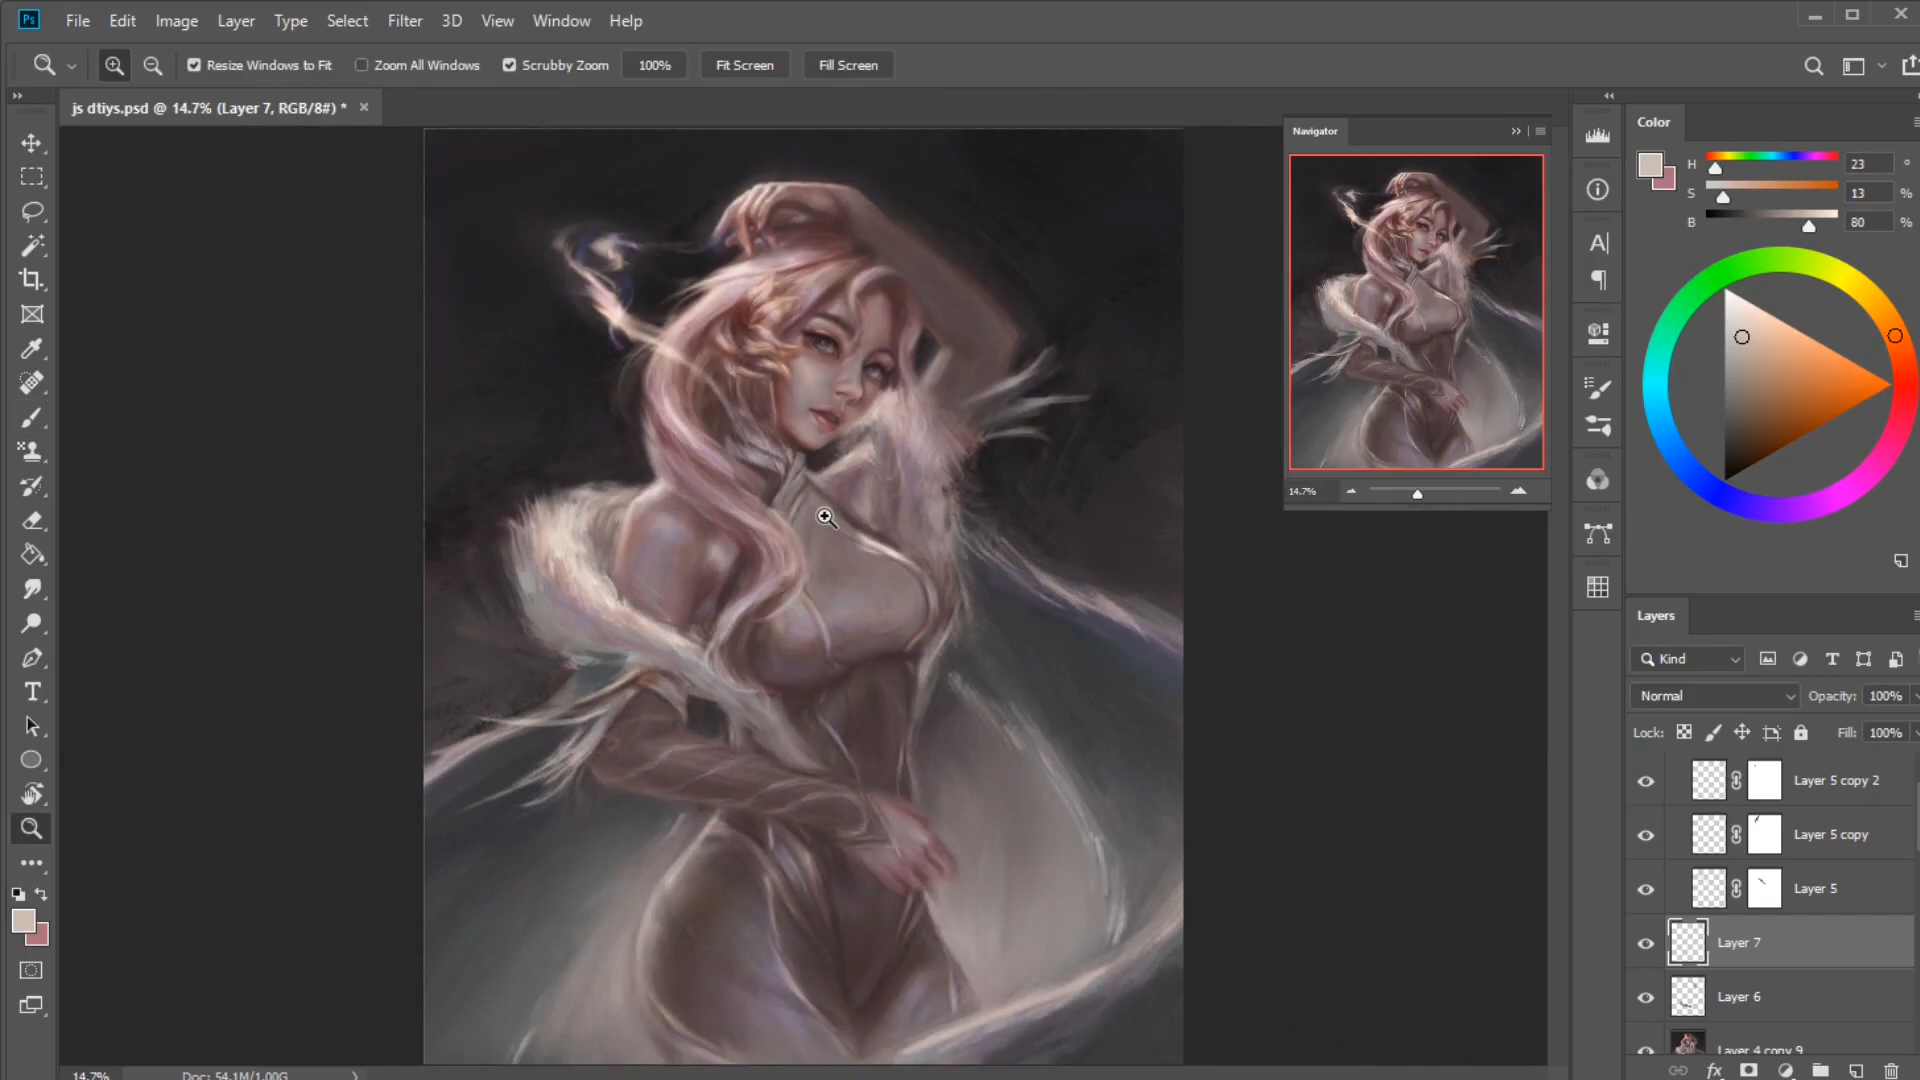 Ps File Edit Image Layer Type Select Filter 3D View Window Help
Resize Windows to Fit Zoom All Windows Scrubby Zoom 100% Fit Screen Fill Screen
js dtiys.psd @ 14.7% (Layer 7, RGB/8#) *
Navigator
14.7%
Color
H 23 °
S 13 %
B 80 %
Layers
Kind
Normal Opacity: 100%
Lock: Fill: 100%
Layer 5 copy 2
Layer 5 copy
Layer 5
Layer 7
Layer 6
Layer 4 copy 9
14.7% Doc: 54.1M/1.00G